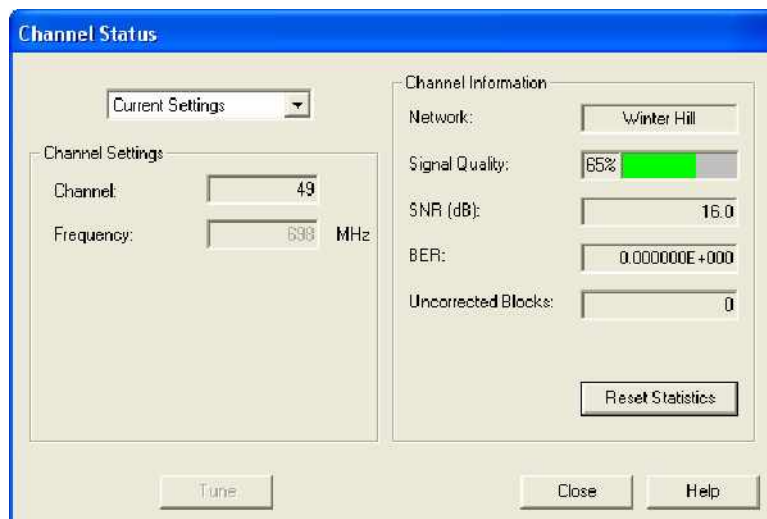 Channel Status
Current Settings
Channel Settings
Channel: 49
Frequency: 698 MHz
Channel Information
Network: Winter Hill
Signal Quality: 65%
SNR (dB): 16.0
BER: 0.000000E+000
Uncorrected Blocks: 0
Reset Statistics
Tune
Close
Help